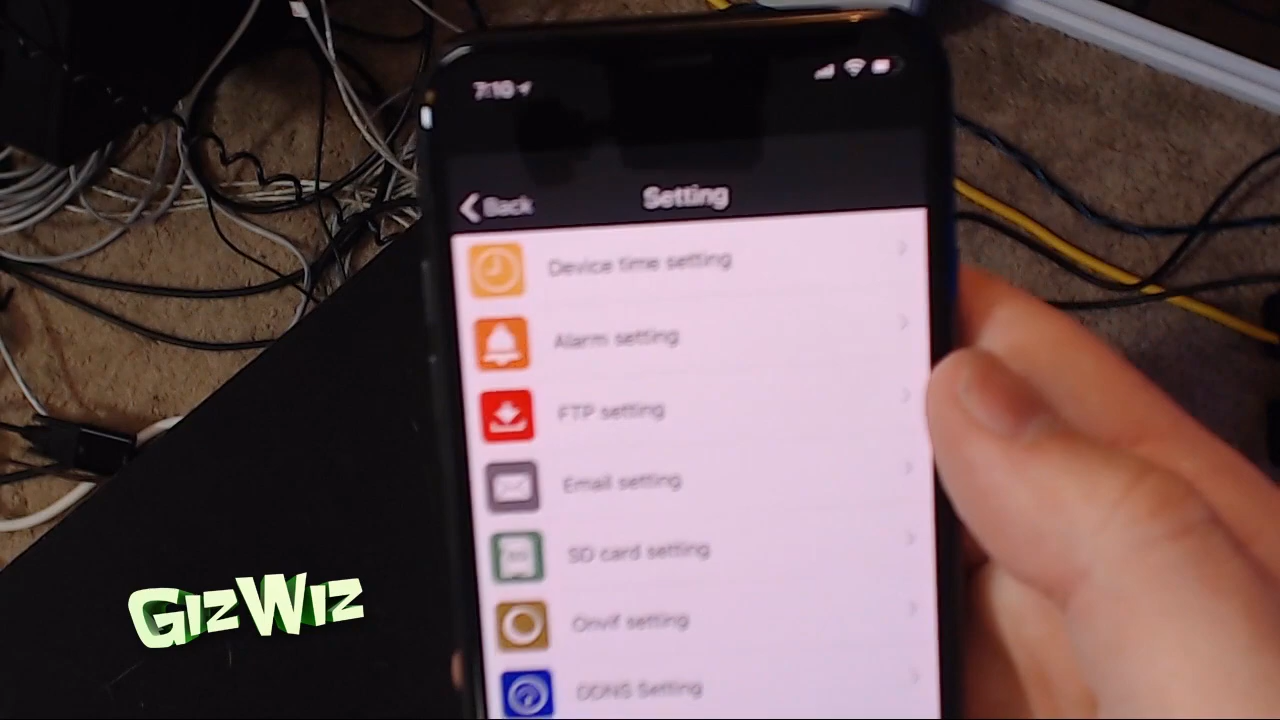 7:10
Back
Setting
Device time setting
Alarm setting
FTP setting
Email setting
SD card setting
Onvif setting
DDNS Setting
GizWiz